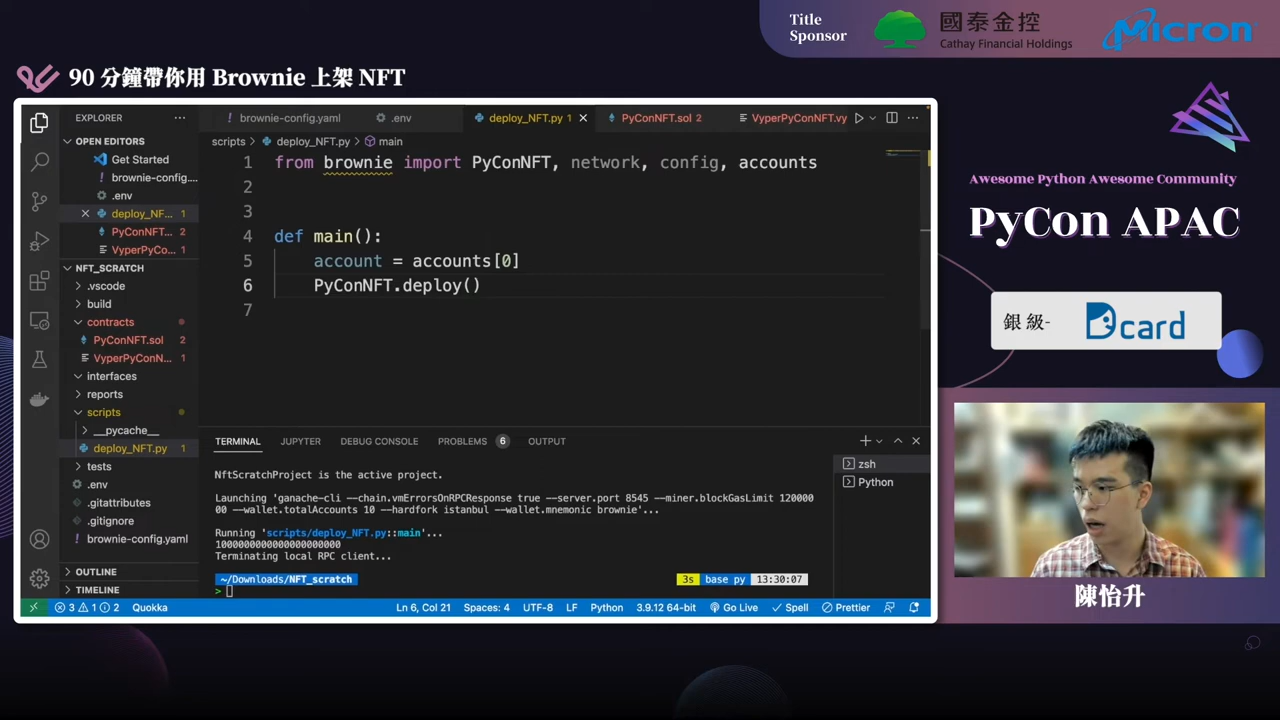 Title
Sponsor
國泰金控
Cathay Financial Holdings
Micron
90 分鐘帶你用 Brownie 上架 NFT
EXPLORER
OPEN EDITORS
Get Started
brownie-config....
.env
deploy_NF... 1
PyConNFT... 2
VyperPyCo... 1
NFT_SCRATCH
.vscode
build
contracts
PyConNFT.sol 2
VyperPyConN... 1
interfaces
reports
scripts
__pycache__
deploy_NFT.py 1
tests
.env
.gitattributes
.gitignore
brownie-config.yaml
OUTLINE
TIMELINE
brownie-config.yaml
.env
deploy_NFT.py 1
PyConNFT.sol 2
VyperPyConNFT.vy
scripts > deploy_NFT.py > main
1 from brownie import PyConNFT, network, config, accounts
2
3
4 def main():
5 account = accounts[0]
6 PyConNFT.deploy()
7
TERMINAL JUPYTER DEBUG CONSOLE PROBLEMS 6 OUTPUT
zsh
Python
NftScratchProject is the active project.
Launching 'ganache-cli --chain.vmErrorsOnRPCResponse true --server.port 8545 --miner.blockGasLimit 120000
00 --wallet.totalAccounts 10 --hardfork istanbul --wallet.mnemonic brownie'...
Running 'scripts/deploy_NFT.py::main'...
100000000000000000000
Terminating local RPC client...
~/Downloads/NFT_scratch 3s base py 13:30:07
>
3 1 2 Quokka Ln 6, Col 21 Spaces: 4 UTF-8 LF Python 3.9.12 64-bit Go Live Spell Prettier
Awesome Python Awesome Community
PyCon APAC
銀級- Dcard
陳怡升